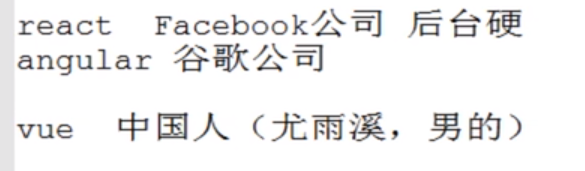 react  Facebook公司 后台硬
angular 谷歌公司
vue  中国人（尤雨溪，男的）